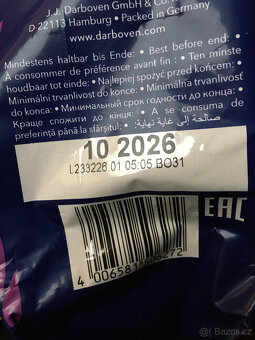 J.J. Darboven GmbH & Co.
D-22113 Hamburg • Packed in Germany
www.darboven.com
Mindestens haltbar bis Ende: • Best before end: •
À consommer de préférence avant fin : • Ten minste
houdbaar tot einde: • Najlepiej spożyć przed końcem: •
Minimální trvanlivost do konce: • Minimálna trvanlivosť
do konca: • Минимальный срок годности до конца: •
Краще спожити до кінця: • A se consuma de
preferință până la sfârșitul: • صالحة إلى غاية نهاية:
10 2026
L233226.01 05:05 BO31
EAC
4 006581
Bazos.cz